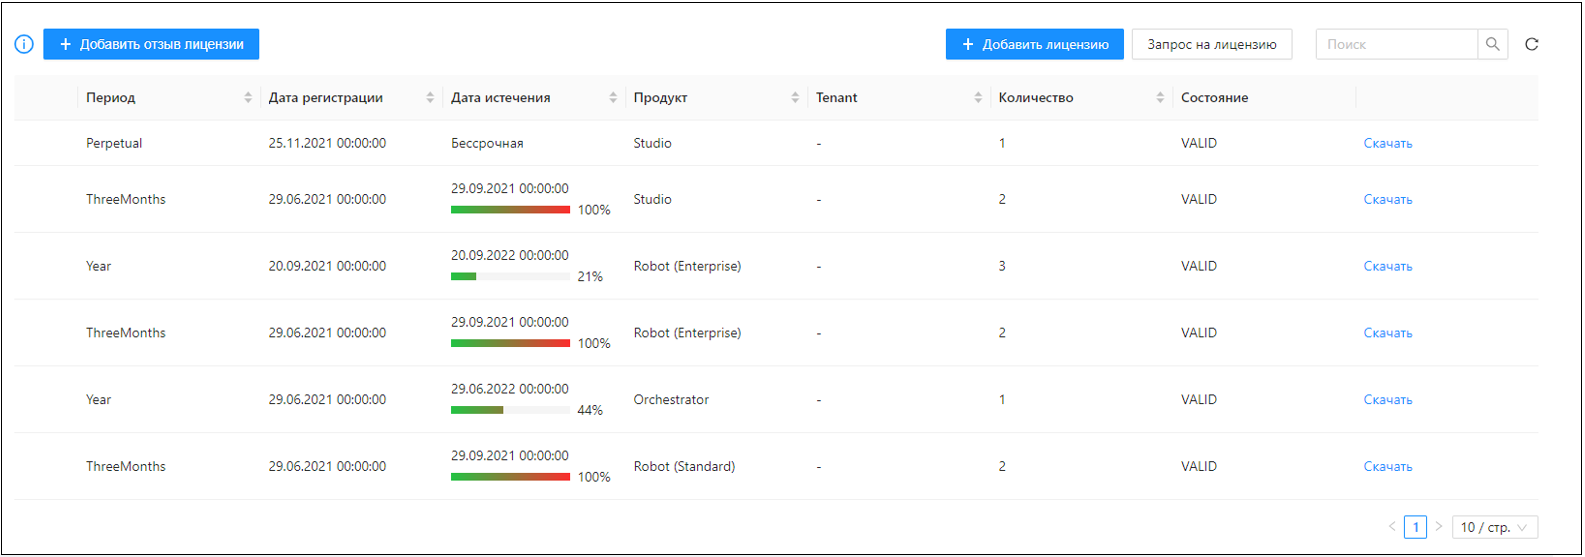 Добавить отзыв лицензии Добавить лицензию Запрос на лицензию Поиск
Период Дата регистрации Дата истечения Продукт Tenant Количество Состояние
Perpetual 25.11.2021 00:00:00 Бессрочная Studio - 1 VALID Скачать
ThreeMonths 29.06.2021 00:00:00 29.09.2021 00:00:00 100% Studio - 2 VALID Скачать
Year 20.09.2021 00:00:00 20.09.2022 00:00:00 21% Robot (Enterprise) - 3 VALID Скачать
ThreeMonths 29.06.2021 00:00:00 29.09.2021 00:00:00 100% Robot (Enterprise) - 2 VALID Скачать
Year 29.06.2021 00:00:00 29.06.2022 00:00:00 44% Orchestrator - 1 VALID Скачать
ThreeMonths 29.06.2021 00:00:00 29.09.2021 00:00:00 100% Robot (Standard) - 2 VALID Скачать
1 10 / стр.